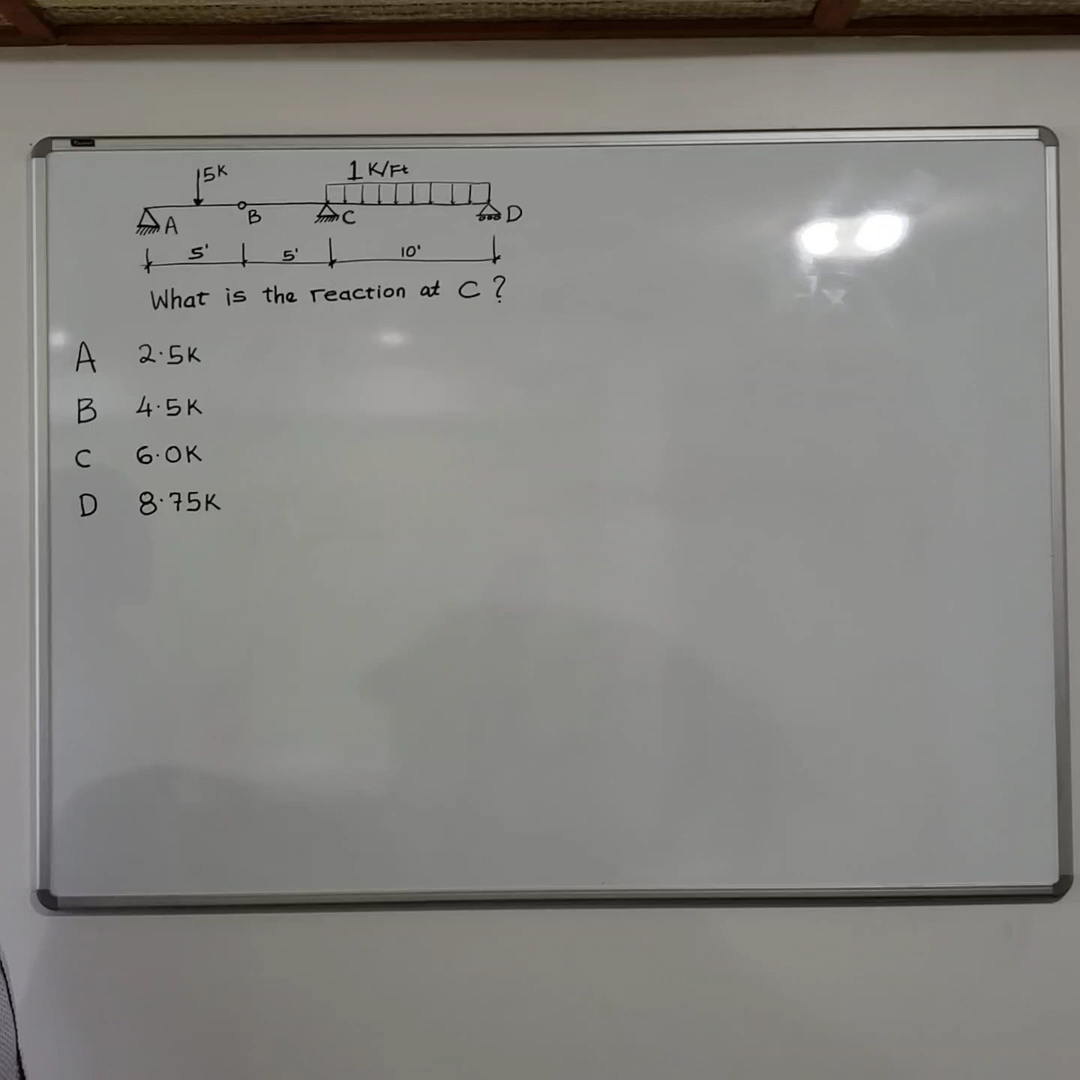 5K 1 K/Ft
A B C D
5' 5' 10'
What is the reaction at C ?
A 2.5K
B 4.5K
C 6.0K
D 8.75K